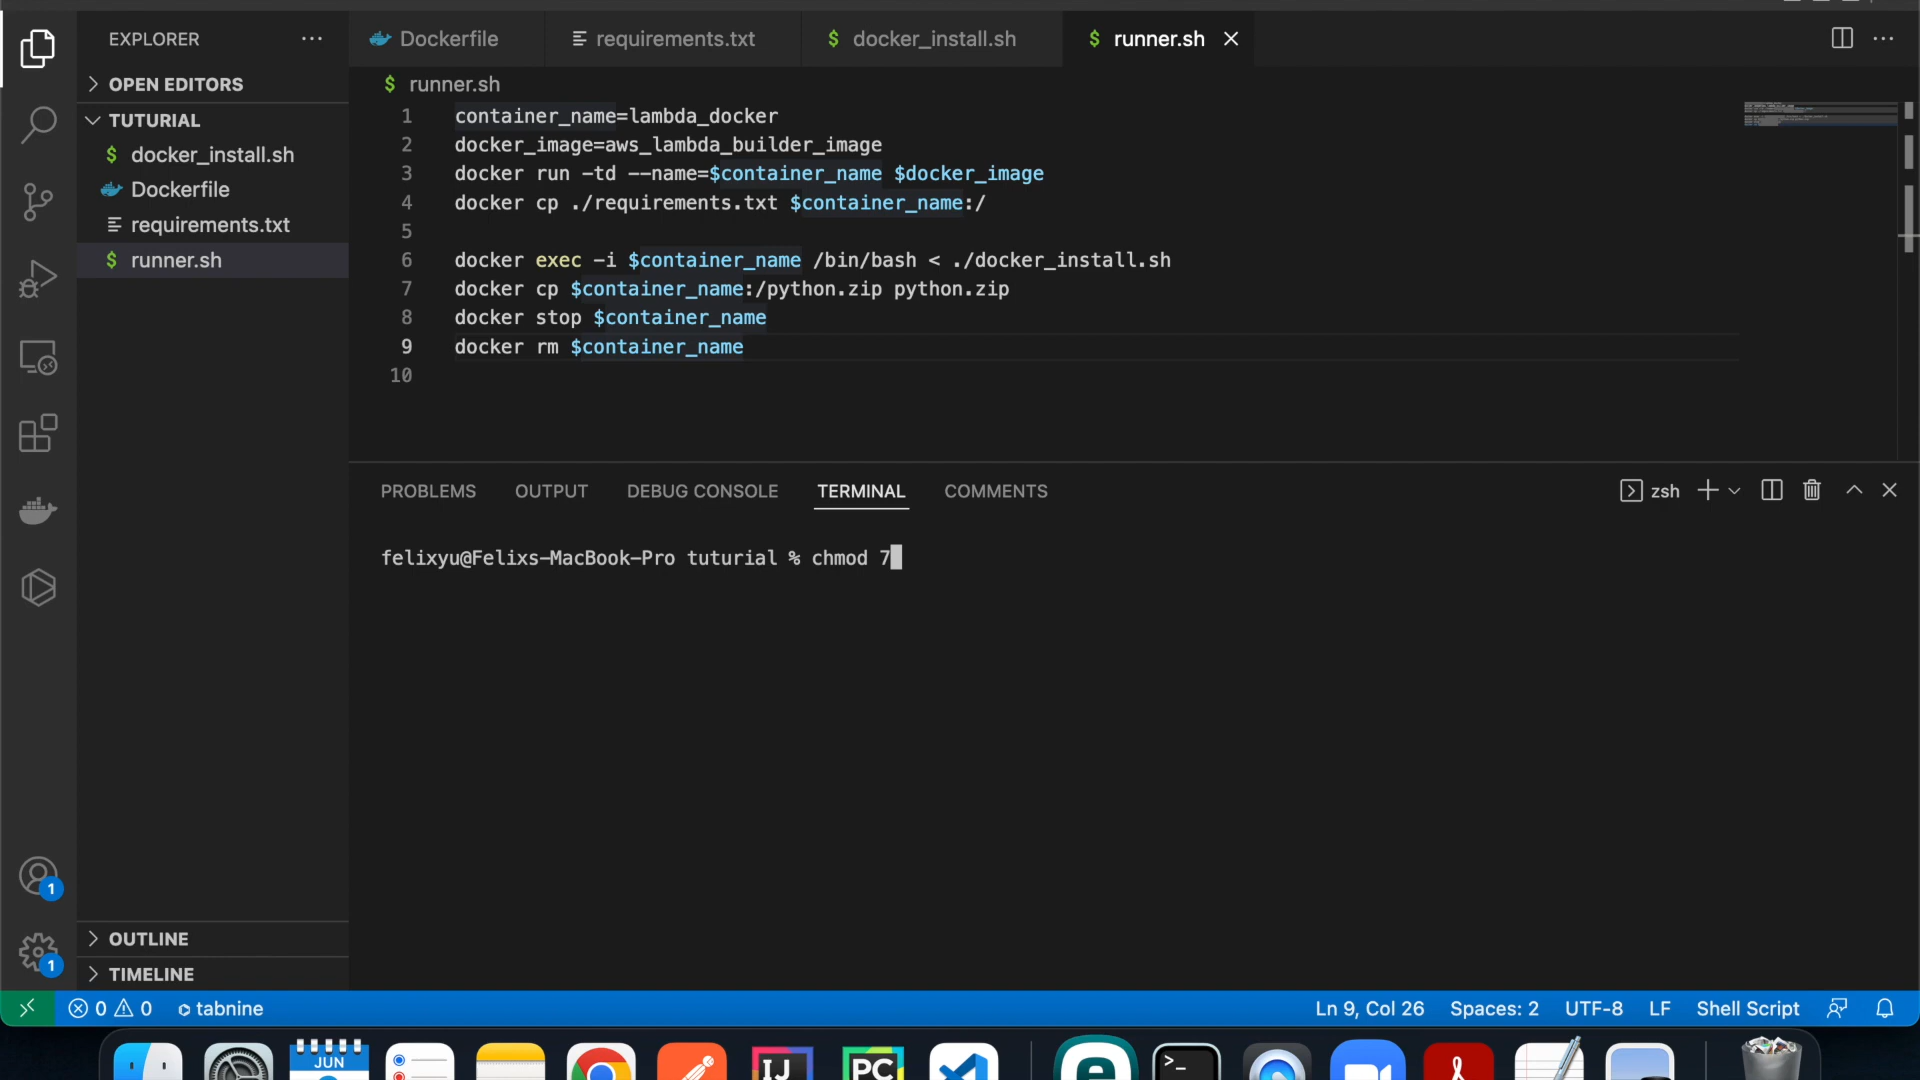 EXPLORER
OPEN EDITORS
TUTURIAL
docker_install.sh
Dockerfile
requirements.txt
runner.sh
OUTLINE
TIMELINE
Dockerfile
requirements.txt
docker_install.sh
runner.sh
runner.sh
1 container_name=lambda_docker
2 docker_image=aws_lambda_builder_image
3 docker run -td --name=$container_name $docker_image
4 docker cp ./requirements.txt $container_name:/
5
6 docker exec -i $container_name /bin/bash < ./docker_install.sh
7 docker cp $container_name:/python.zip python.zip
8 docker stop $container_name
9 docker rm $container_name
10
PROBLEMS OUTPUT DEBUG CONSOLE TERMINAL COMMENTS
zsh
felixyu@Felixs-MacBook-Pro tuturial % chmod 7
1
1
0 0 tabnine
Ln 9, Col 26 Spaces: 2 UTF-8 LF Shell Script
JUN
IJ
PC